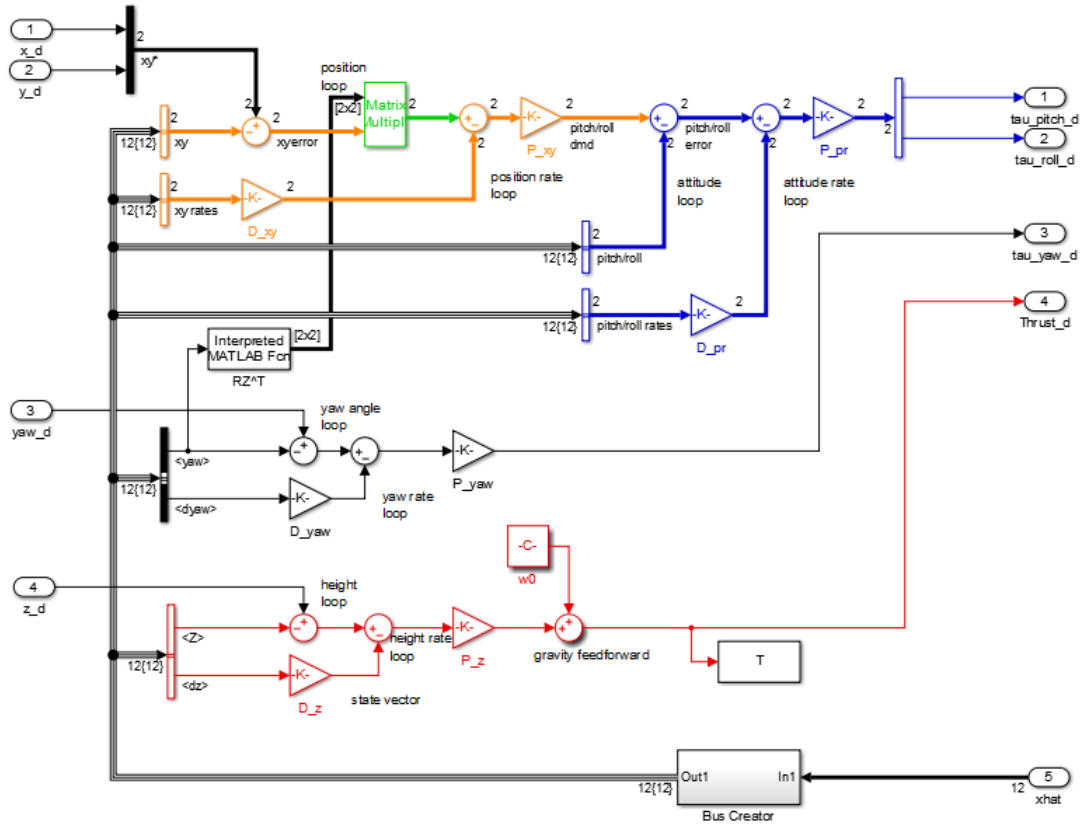 1
x_d
2
y_d
2
xy*
2
2
12{12}
2
xy
xyerror
position
loop
[2x2]
Matrix
Multipl
2
2
2
-K-
P_xy
2
pitch/roll
dmd
2
2
pitch/roll
error
2
2
-K-
P_pr
2
2
1
tau_pitch_d
2
tau_roll_d
12{12}
2
xy rates
-K-
D_xy
2
position rate
loop
attitude
loop
attitude rate
loop
12{12}
2
pitch/roll
3
tau_yaw_d
12{12}
2
pitch/roll rates
-K-
D_pr
2
4
Thrust_d
Interpreted
MATLAB Fcn
[2x2]
RZ^T
3
yaw_d
yaw angle
loop
12{12}
<yaw>
<dyaw>
-K-
D_yaw
yaw rate
loop
-K-
P_yaw
-C-
w0
4
z_d
height
loop
12{12}
<Z>
<dz>
-K-
D_z
height rate
loop
state vector
-K-
P_z
gravity feedforward
T
12{12}
Out1
In1
Bus Creator
12
5
xhat